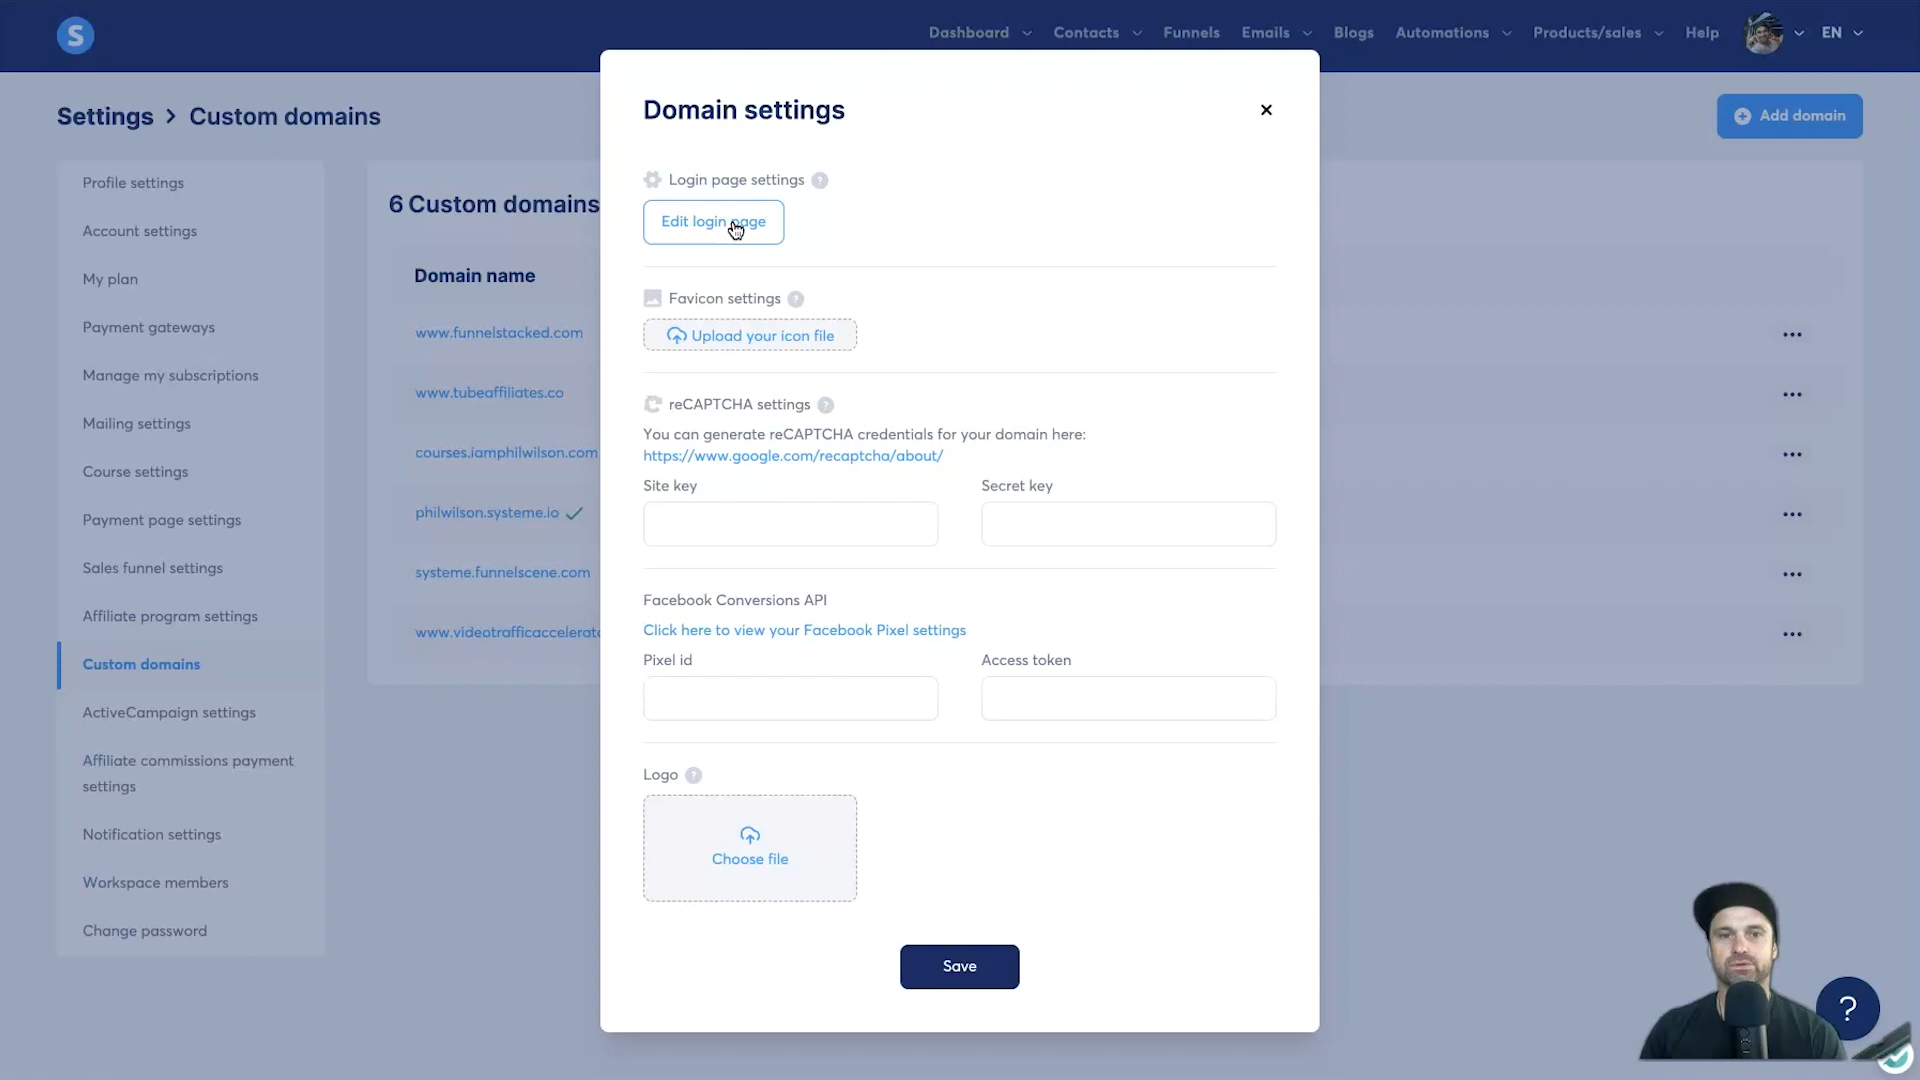 S
Dashboard
Contacts
Funnels
Emails
Blogs
Automations
Products/sales
Help
EN
Settings > Custom domains
Add domain
Profile settings
Account settings
My plan
Payment gateways
Manage my subscriptions
Mailing settings
Course settings
Payment page settings
Sales funnel settings
Affiliate program settings
Custom domains
ActiveCampaign settings
Affiliate commissions payment
settings
Notification settings
Workspace members
Change password
6 Custom domains
Domain name
www.funnelstacked.com
www.tubeaffiliates.co
courses.iamphilwilson.com
philwilson.systeme.io
systeme.funnelscene.com
Domain settings
Login page settings ?
Edit login page
Favicon settings ?
Upload your icon file
reCAPTCHA settings ?
You can generate reCAPTCHA credentials for your domain here:
https://www.google.com/recaptcha/about/
Site key
Secret key
Facebook Conversions API
Click here to view your Facebook Pixel settings
Pixel id
Access token
Logo ?
Choose file
Save
?